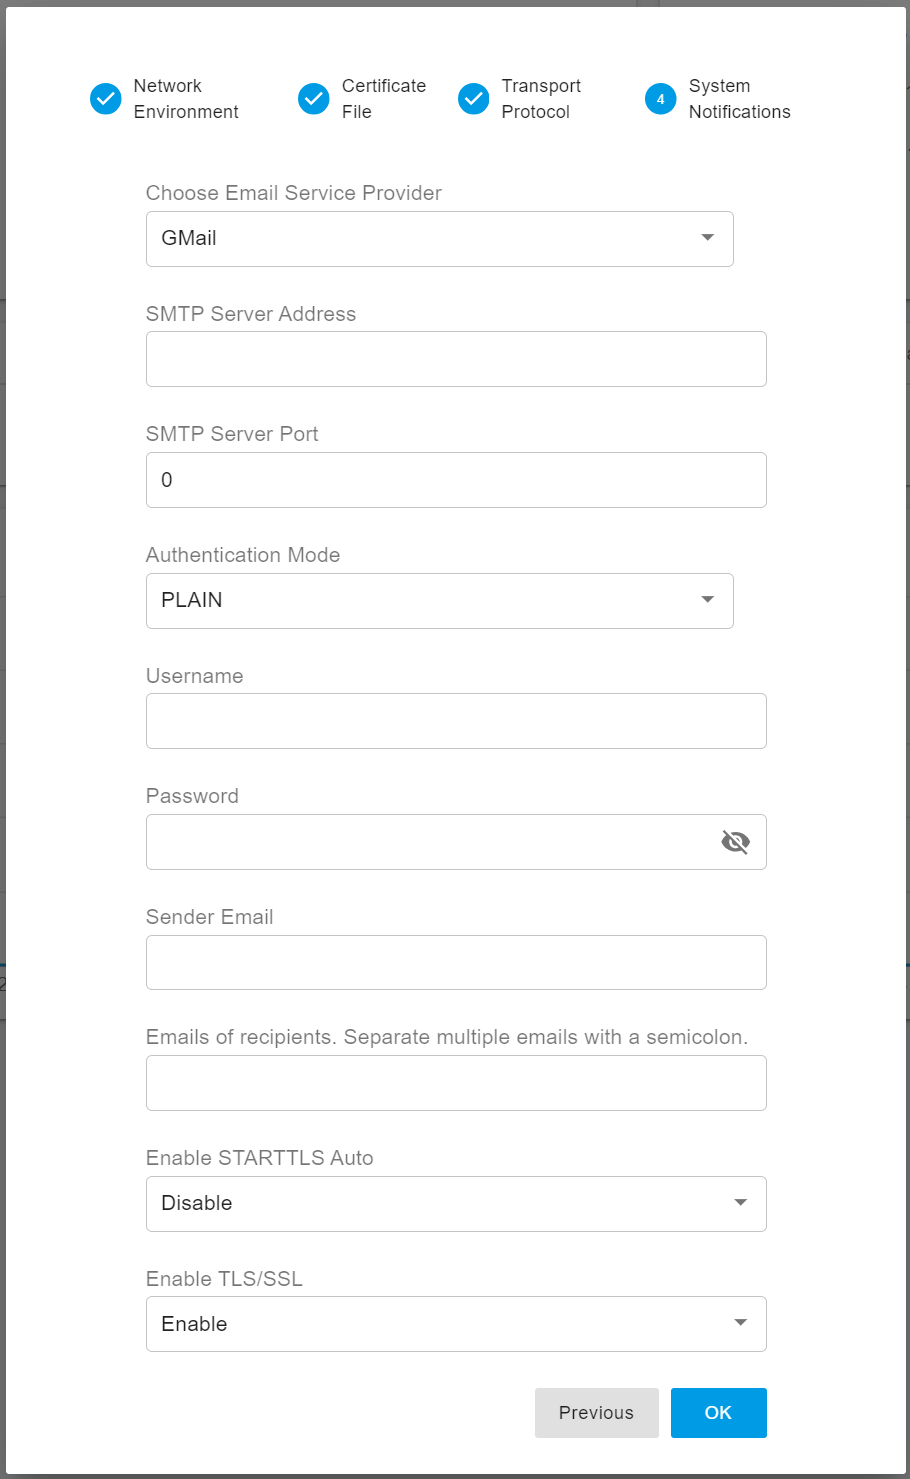 Network
Environment
Certificate
File
Transport
Protocol
4
System
Notifications
Choose Email Service Provider
GMail
SMTP Server Address
SMTP Server Port
0
Authentication Mode
PLAIN
Username
Password
Sender Email
Emails of recipients. Separate multiple emails with a semicolon.
Enable STARTTLS Auto
Disable
Enable TLS/SSL
Enable
Previous
OK